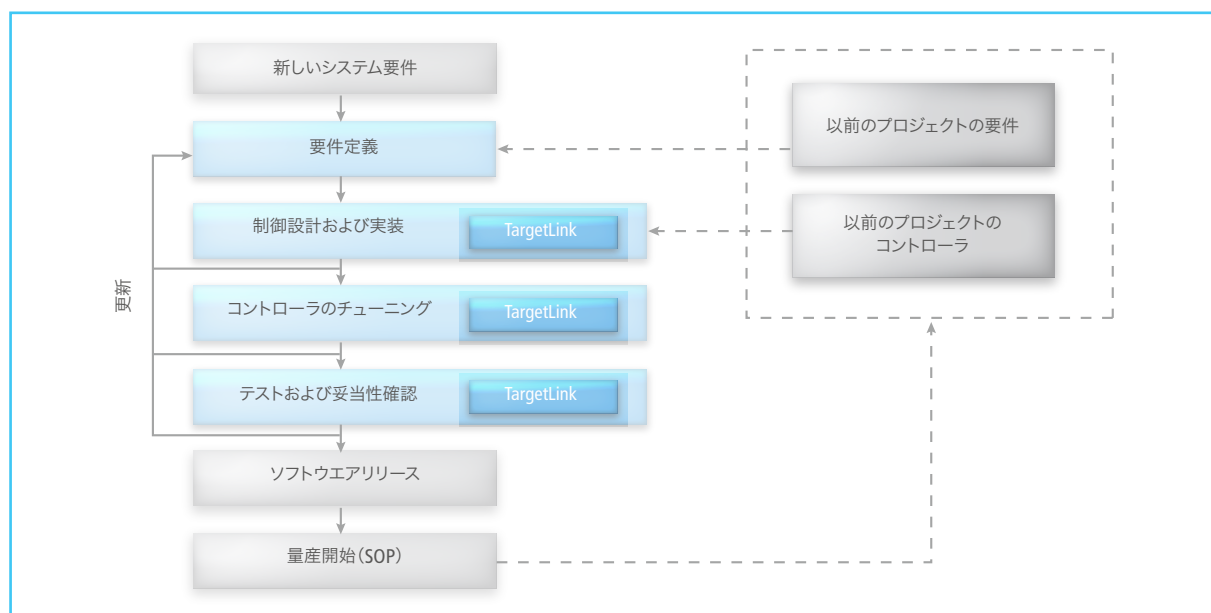 新しいシステム要件
要件定義
制御設計および実装
TargetLink
コントローラのチューニング
TargetLink
テストおよび妥当性確認
TargetLink
ソフトウエアリリース
量産開始(SOP)
更新
以前のプロジェクトの要件
以前のプロジェクトの
コントローラ